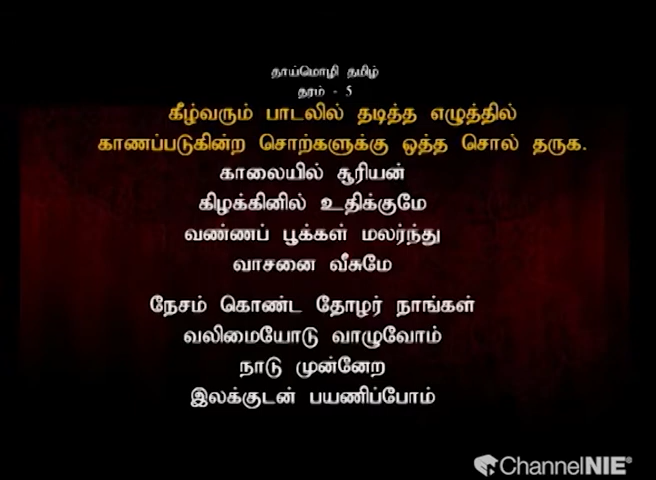 தாய்மொழி தமிழ்
தரம் - 5
கீழ்வரும் பாடலில் தடித்த எழுத்தில்
காணப்படுகின்ற சொற்களுக்கு ஒத்த சொல் தருக.
காலையில் சூரியன்
கிழக்கினில் உதிக்குமே
வண்ணப் பூக்கள் மலர்ந்து
வாசனை வீசுமே
நேசம் கொண்ட தோழர் நாங்கள்
வலிமையோடு வாழுவோம்
நாடு முன்னேற
இலக்குடன் பயணிப்போம்
ChannelNIE